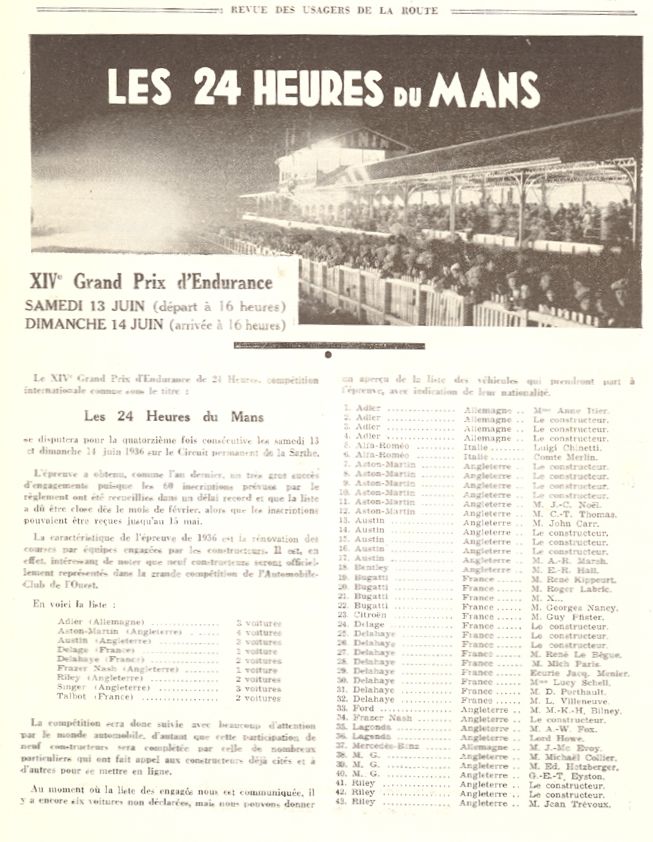 REVUE DES USAGERS DE LA ROUTE
LES 24 HEURES DU MANS
XIVe Grand Prix d'Endurance
SAMEDI 13 JUIN (départ à 16 heures)
DIMANCHE 14 JUIN (arrivée à 16 heures)
Le XIVe Grand Prix d'Endurance de 24 Heures, compétition
internationale connue sous le titre :
Les 24 Heures du Mans
se disputera pour la quatorzième fois consécutive les samedi 13
et dimanche 14 juin 1936 sur le Circuit permanent de la Sarthe.
L'épreuve a obtenu, comme l'an dernier, un très gros succès
d'engagements puisque les 60 inscriptions prévues par le
règlement ont été recueillies dans un délai record et que la liste
a dû être close dès le mois de février, alors que les inscriptions
pouvaient être reçues jusqu'au 15 mai.
La caractéristique de l'épreuve de 1936 est la rénovation des
courses par équipes engagées par les constructeurs. Il est, en
effet, intéressant de noter que neuf constructeurs seront officiel-
lement représentés dans la grande compétition de l'Automobile-
Club de l'Ouest.
En voici la liste :
Adler (Allemagne) .............. 3 voitures
Aston-Martin (Angleterre) ...... 4 voitures
Austin (Angleterre) ............ 3 voitures
Delage (France) ................ 1 voiture
Delahaye (France) .............. 2 voitures
Frazer Nash (Angleterre) ....... 1 voiture
Riley (Angleterre) ............. 2 voitures
Singer (Angleterre) ............ 3 voitures
Talbot (France) ................ 2 voitures
La compétition sera donc suivie avec beaucoup d'attention
par le monde automobile, d'autant que cette participation de
neuf constructeurs sera complétée par celle de nombreux
particuliers qui ont fait appel aux constructeurs déjà cités et à
d'autres pour se mettre en ligne.
Au moment où la liste des engagés nous est communiquée, il
y a encore six voitures non déclarées, mais nous pouvons donner
un aperçu de la liste des véhicules qui prendront part à
l'épreuve, avec indication de leur nationalité.
1. Adler .............. Allemagne .. Mme Anne Itier.
2. Adler .............. Allemagne .. Le constructeur.
3. Adler .............. Allemagne .. Le constructeur.
4. Adler .............. Allemagne .. Le constructeur.
5. Alfa-Roméo ......... Italie ..... Luigi Chinetti.
6. Alfa-Roméo ......... Italie ..... Comte Merlin.
7. Aston-Martin ....... Angleterre .. Le constructeur.
8. Aston-Martin ....... Angleterre .. Le constructeur.
9. Aston-Martin ....... Angleterre .. Le constructeur.
10. Aston-Martin ....... Angleterre .. Le constructeur.
11. Aston-Martin ....... Angleterre .. M. J.-C. Noël.
12. Aston-Martin ....... Angleterre .. M. C.-T. Thomas.
13. Austin ............. Angleterre .. M. John Carr.
14. Austin ............. Angleterre .. Le constructeur.
15. Austin ............. Angleterre .. Le constructeur.
16. Austin ............. Angleterre .. Le constructeur.
17. Austin ............. Angleterre .. M. A.-R. Marsh.
18. Bentley ............ Angleterre .. M. E.-R. Hall.
19. Bugatti ............ France ..... M. René Kippeurt.
20. Bugatti ............ France ..... M. Roger Labric.
21. Bugatti ............ France ..... M. X...
22. Bugatti ............ France ..... M. Georges Nancy.
23. Citroën ............ France ..... M. Guy
24. Delage ............. France ..... Le constructeur.
25. Delahaye ........... France ..... Le constructeur.
26. Delahaye ........... France ..... Le constructeur.
27. Delahaye ........... France ..... M. René Le Bègue.
28. Delahaye ........... France ..... M. Mich Paris.
29. Delahaye ........... France ..... Ecurie Jacq. Menier.
30. Delahaye ........... France ..... Mme Lucy Schell.
31. Delahaye ........... France ..... M. D. Porthault.
32. Delahaye ........... France ..... M. L. Villeneuve.
33. Ford ............... Angleterre .. M. M.-K-H. Bilney.
34. Frazer Nash ........ Angleterre .. Le constructeur.
35. Lagonda ............ Angleterre .. M. A.-W. Fox.
36. Lagonda ............ Angleterre .. Lord Howe.
37. Mercédès-Benz ...... Allemagne .. M. J.-Mc Evoy.
38. M. G. .............. Angleterre .. M. Michaël Collier.
39. M. G. .............. Angleterre .. M. Ed. Hotzberger.
40. M. G. .............. Angleterre .. G.-E.-T. Eyston.
41. Riley .............. Angleterre .. Le constructeur.
42. Riley .............. Angleterre .. Le constructeur.
43. Riley .............. Angleterre .. M. Jean Trévoux.